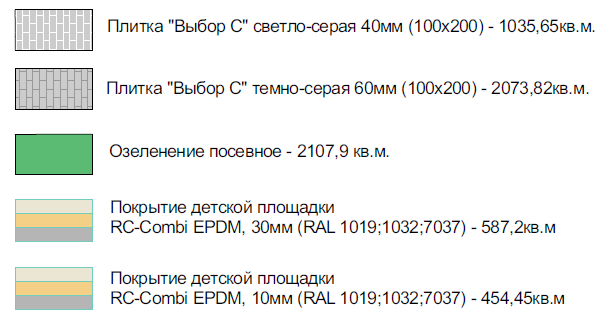 Плитка "Выбор С" светло-серая 40мм (100х200) - 1035,65кв.м.
Плитка "Выбор С" темно-серая 60мм (100х200) - 2073,82кв.м.
Озеленение посевное - 2107,9 кв.м.
Покрытие детской площадки
RC-Combi EPDM, 30мм (RAL 1019;1032;7037) - 587,2кв.м
Покрытие детской площадки
RC-Combi EPDM, 10мм (RAL 1019;1032;7037) - 454,45кв.м